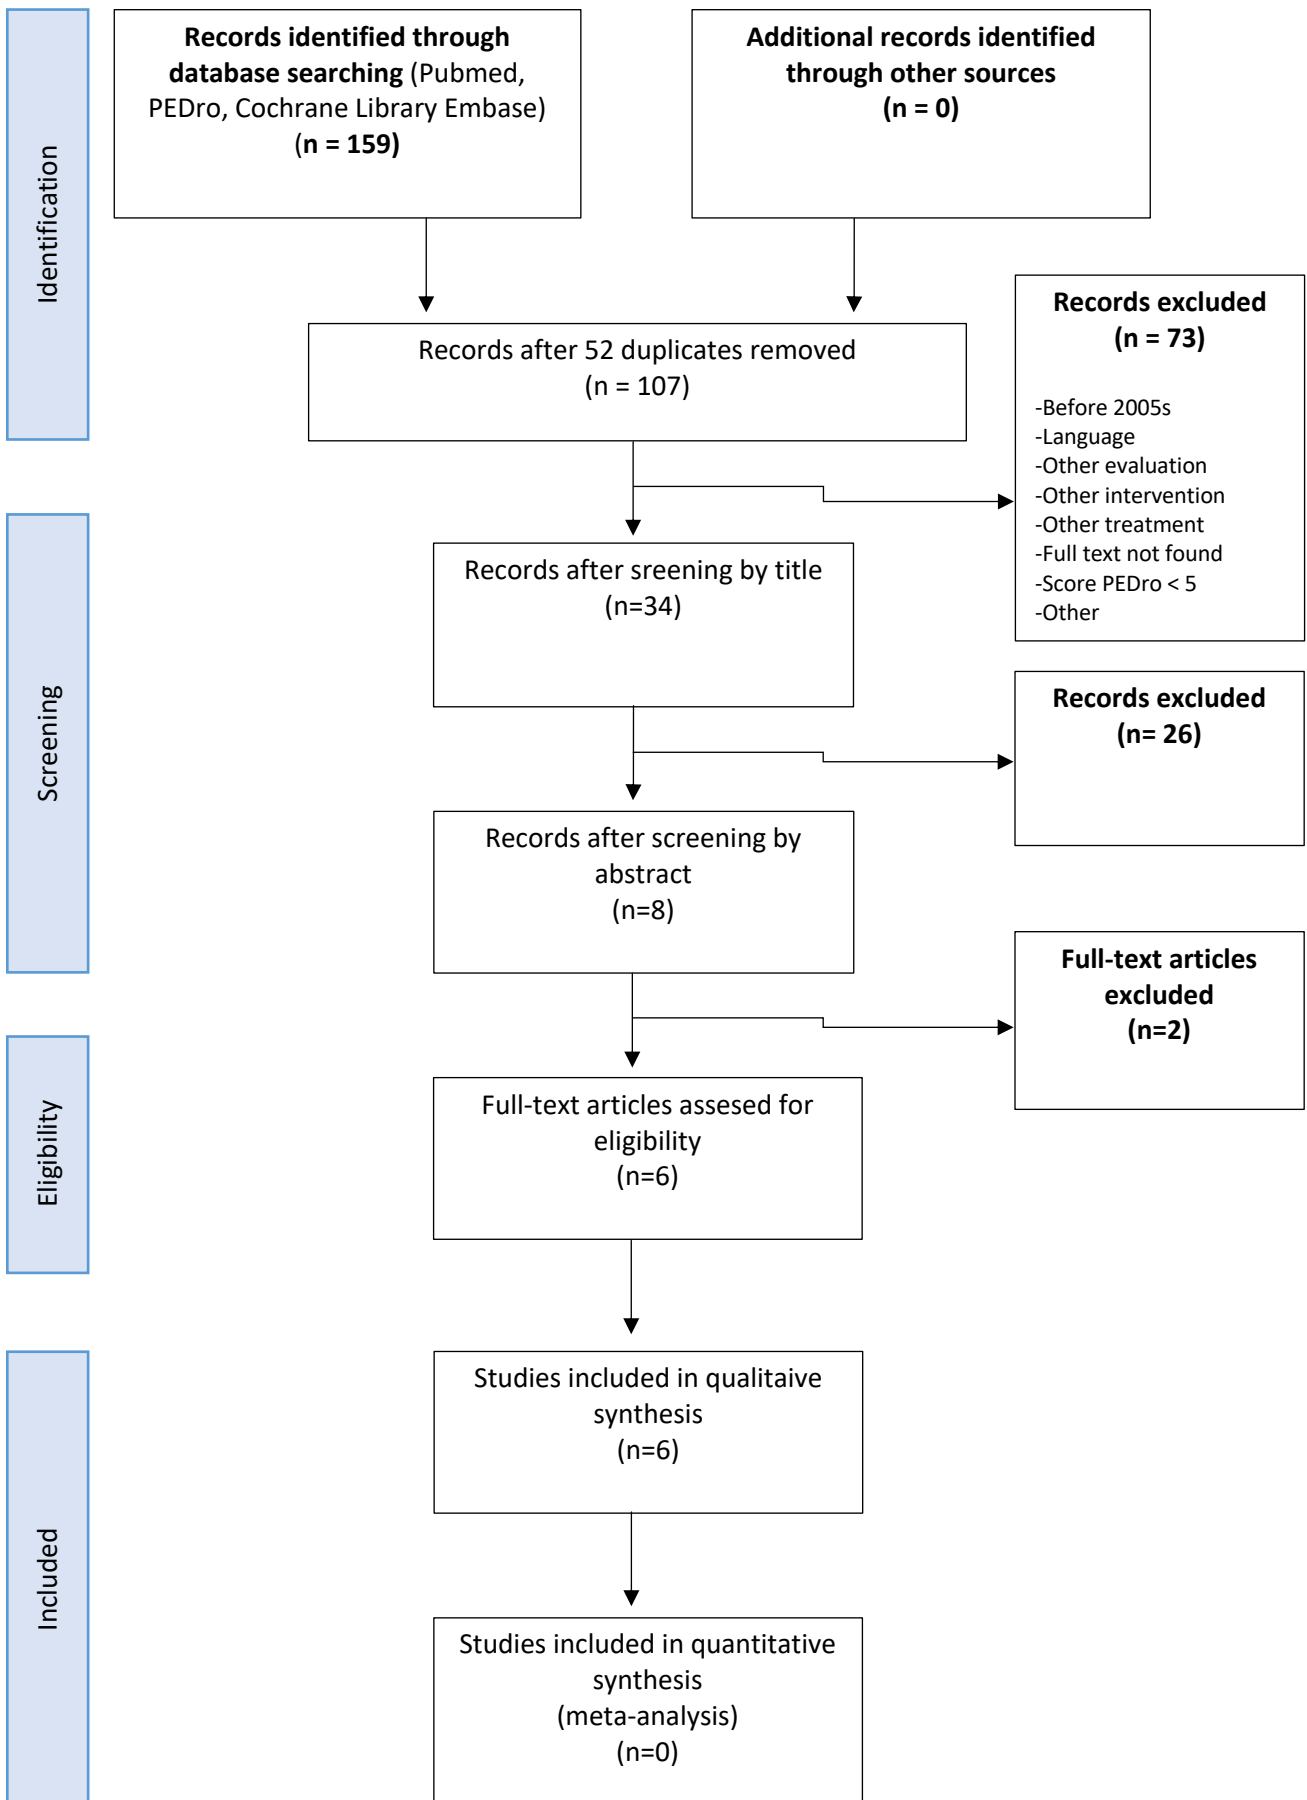 Identification
Records identified through
database searching (Pubmed,
PEDro, Cochrane Library Embase)
(n = 159)
Additional records identified
through other sources
(n = 0)
Records after 52 duplicates removed
(n = 107)
Records excluded
(n = 73)
-Before 2005s
-Language
-Other evaluation
-Other intervention
-Other treatment
-Full text not found
-Score PEDro < 5
-Other
Screening
Records after sreening by title
(n=34)
Records excluded
(n= 26)
Records after screening by
abstract
(n=8)
Full-text articles
excluded
(n=2)
Eligibility
Full-text articles assesed for
eligibility
(n=6)
Included
Studies included in qualitaive
synthesis
(n=6)
Studies included in quantitative
synthesis
(meta-analysis)
(n=0)